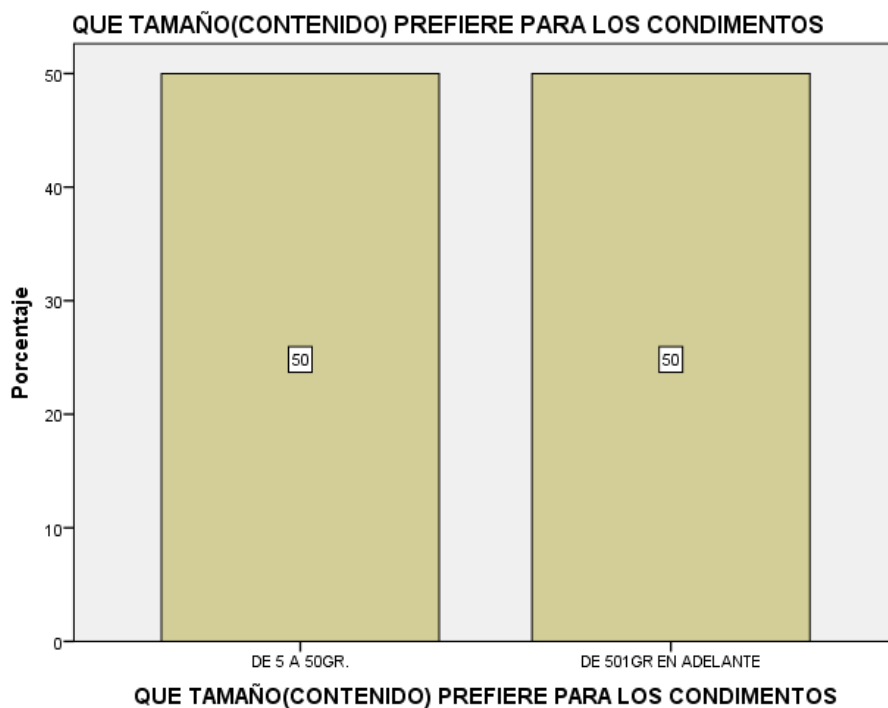 QUE TAMAÑO(CONTENIDO) PREFIERE PARA LOS CONDIMENTOS
50
40
30
20
10
0
Porcentaje
50
50
DE 5 A 50GR.
DE 501GR EN ADELANTE
QUE TAMAÑO(CONTENIDO) PREFIERE PARA LOS CONDIMENTOS